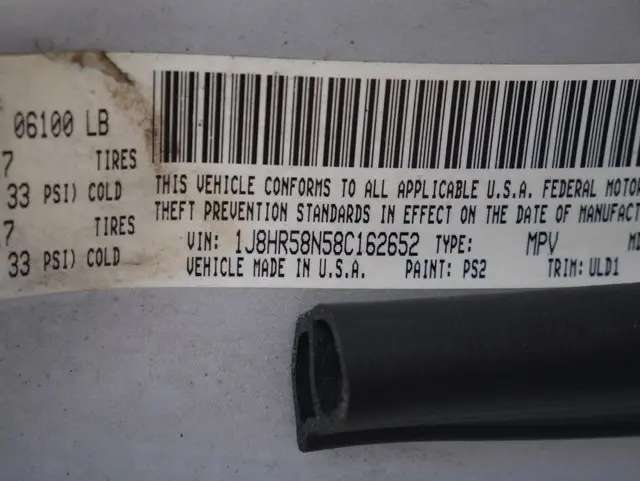 06100 LB
7 TIRES
33 PSI) COLD
.7 TIRES
33 PSI) COLD
THIS VEHICLE CONFORMS TO ALL APPLICABLE U.S.A. FEDERAL MOTO
THEFT PREVENTION STANDARDS IN EFFECT ON THE DATE OF MANUFACT
VIN: 1J8HR58N58C162652 TYPE: MPV
VEHICLE MADE IN U.S.A. PAINT: PS2 TRIM: ULD1